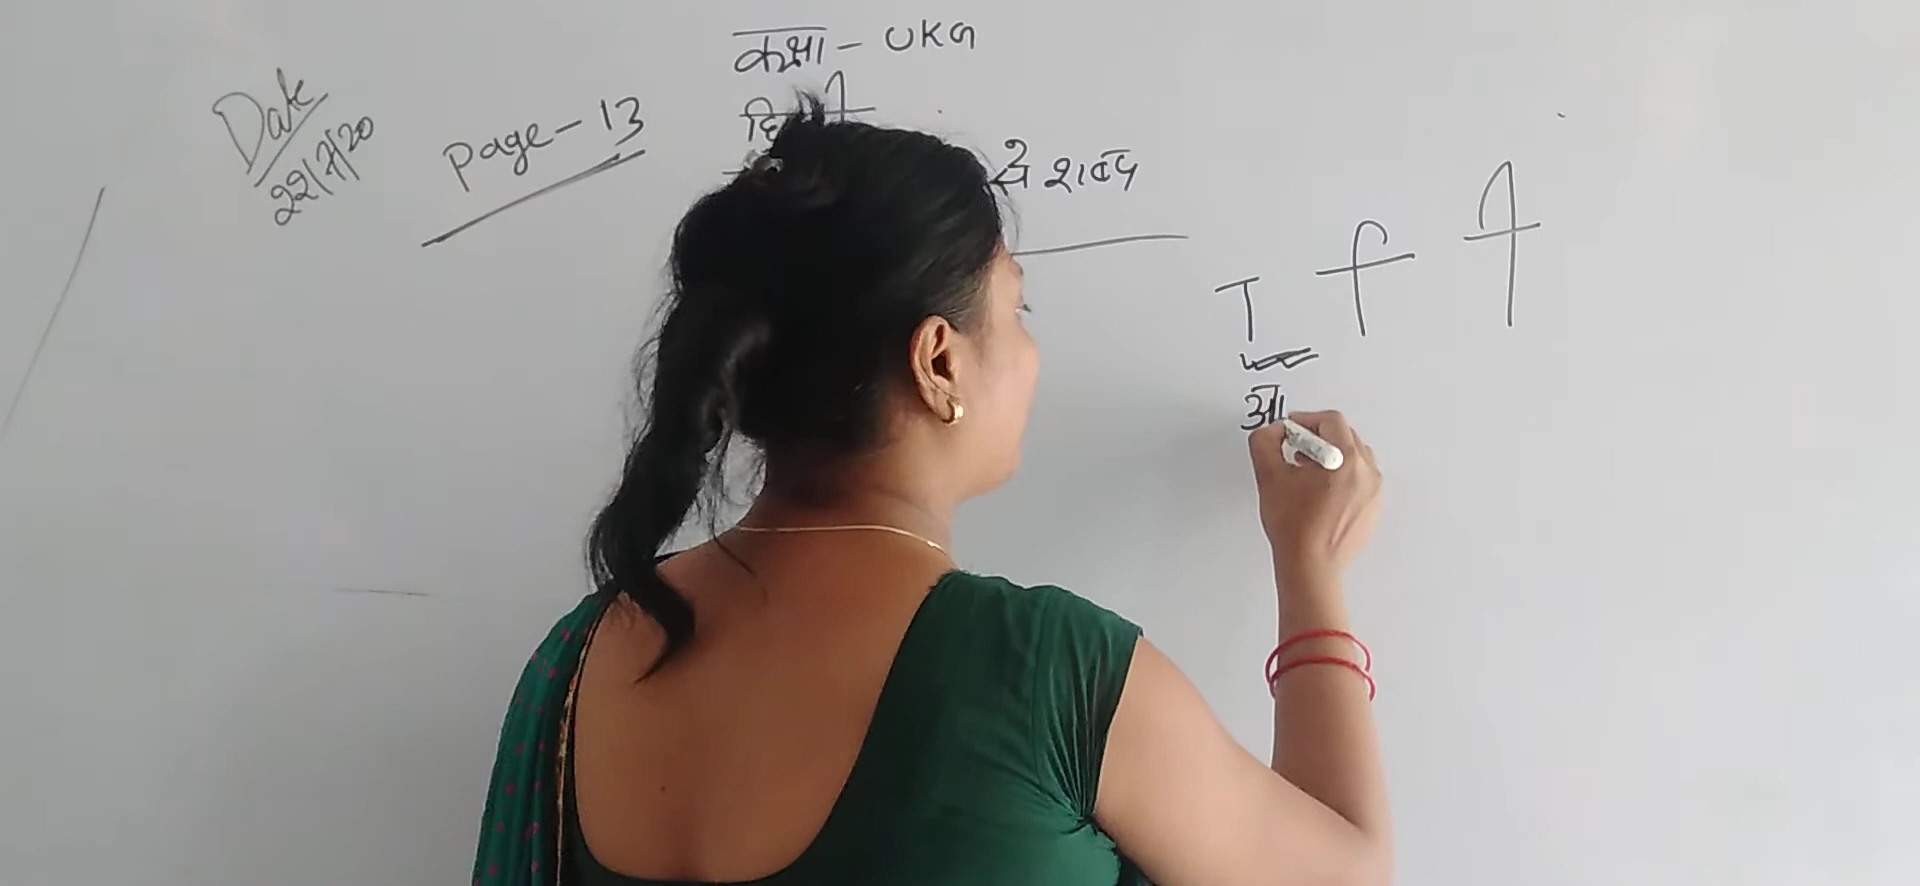 कक्षा - UKG
Date
22/7/20
Page - 13
से शब्द
ा ि ी
आ